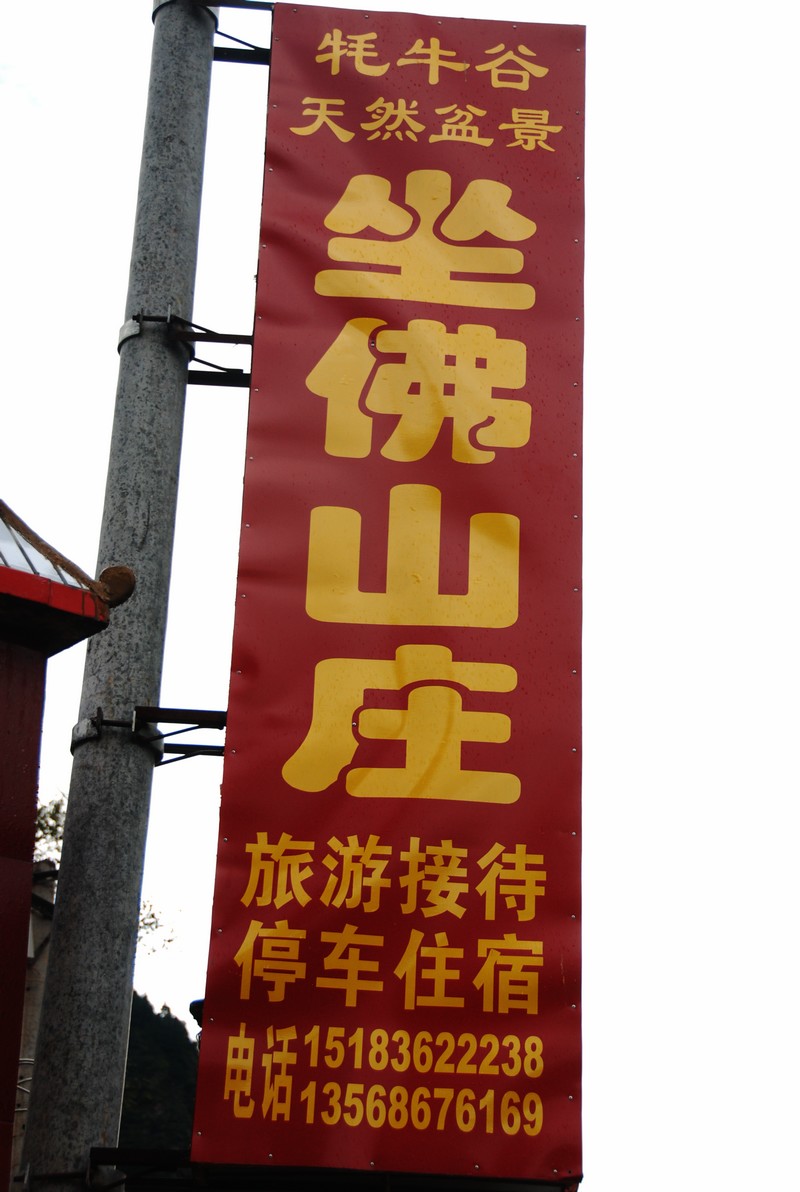 牦牛谷
天然盆景
坐佛山庄
旅游接待
停车住宿
电话15183622238
13568676169